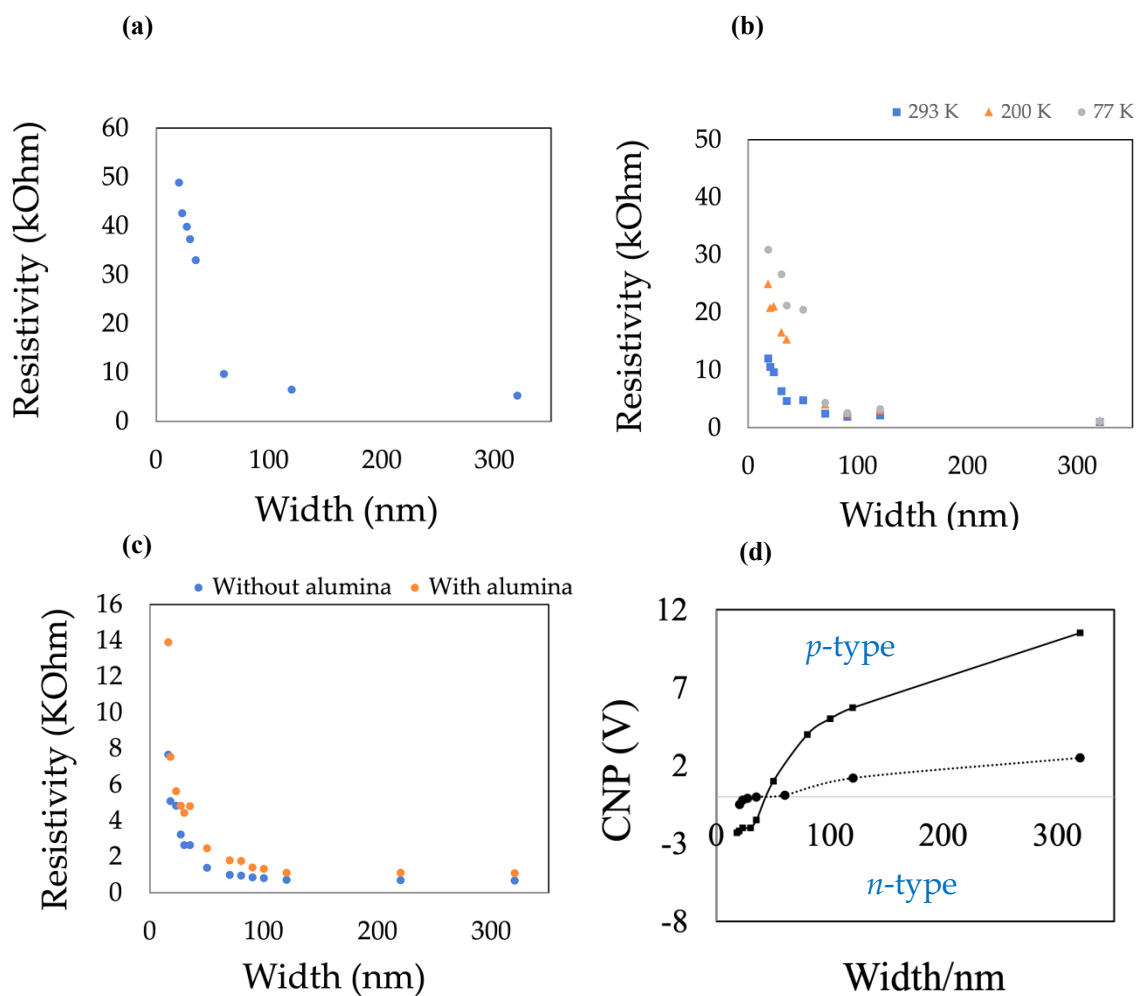 (a)
60
50
40
30
20
10
0
0
100
200
300
Resistivity (kOhm)
Width (nm)
(b)
293 K
200 K
77 K
50
40
30
20
10
0
0
100
200
300
Resistivity (kOhm)
Width (nm)
(c)
Without alumina
With alumina
16
14
12
10
8
6
4
2
0
0
100
200
300
Resistivity (KOhm)
Width (nm)
(d)
12
7
2
-3
-8
0
100
200
300
p-type
n-type
CNP (V)
Width/nm